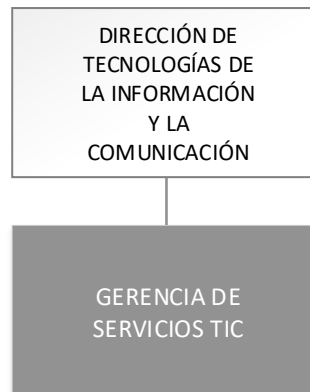 DIRECCIÓN DE
TECNOLOGÍAS DE
LA INFORMACIÓN
Y LA
COMUNICACIÓN
GERENCIA DE
SERVICIOS TIC